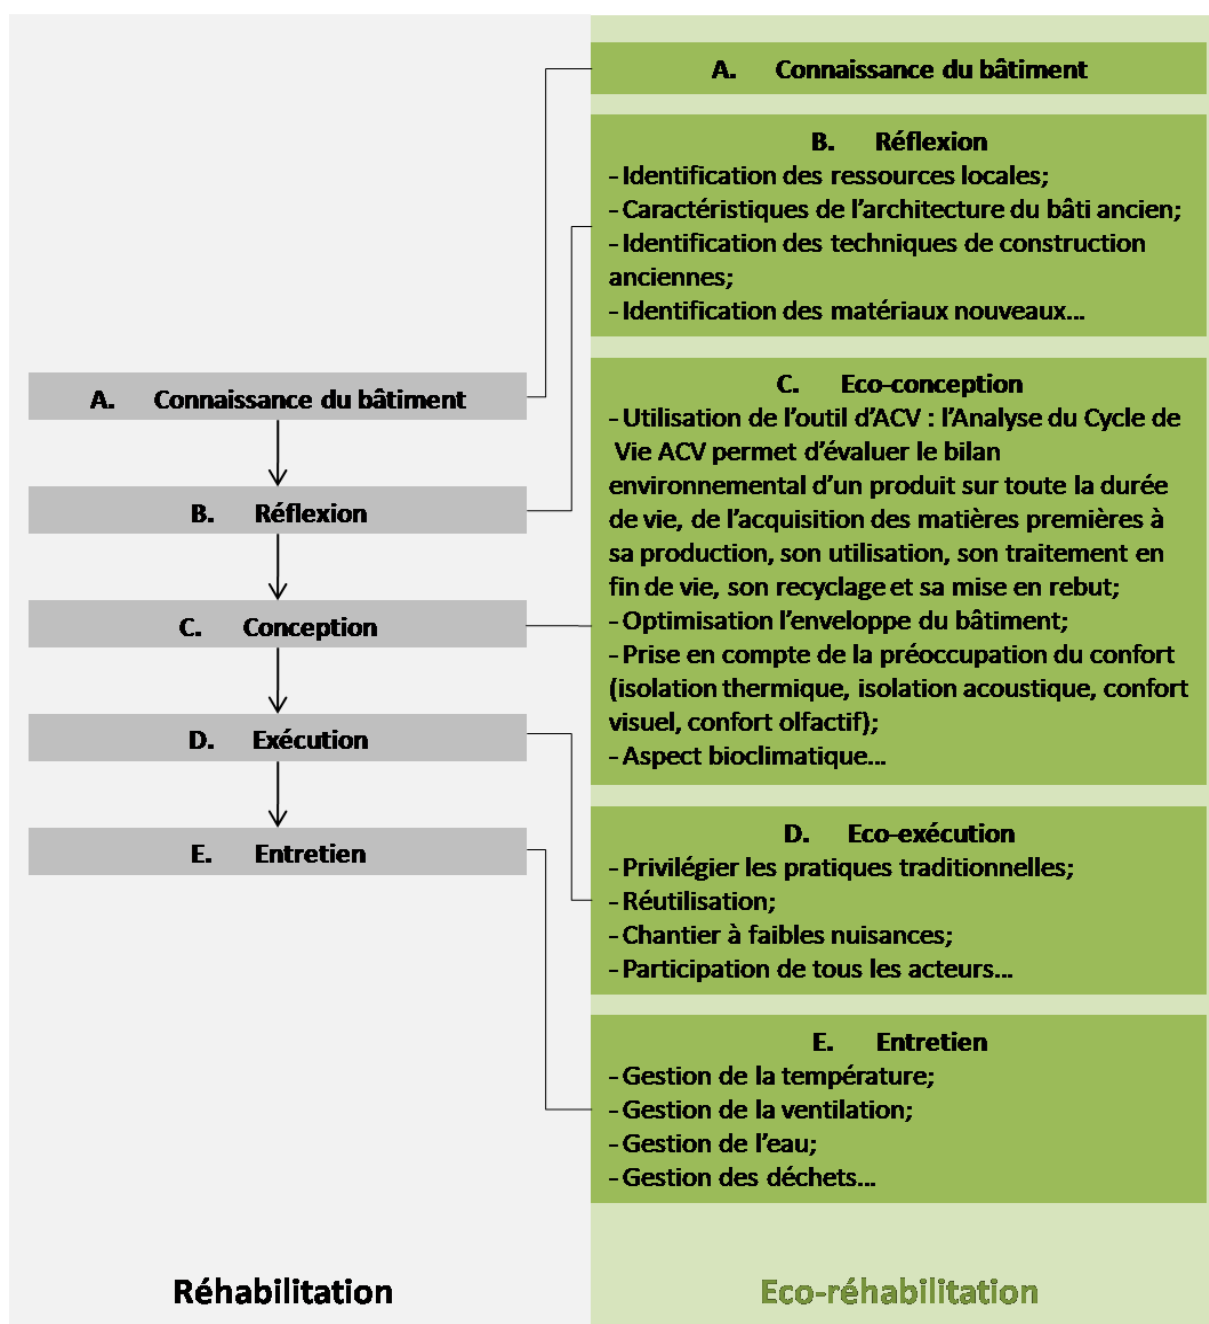 A. Connaissance du bâtiment
B. Réflexion
C. Conception
D. Exécution
E. Entretien
Réhabilitation
A. Connaissance du bâtiment
B. Réflexion
- Identification des ressources locales;
- Caractéristiques de l'architecture du bâti ancien;
- Identification des techniques de construction
anciennes;
- Identification des matériaux nouveaux...
C. Eco-conception
- Utilisation de l'outil d'ACV : l'Analyse du Cycle de
Vie ACV permet d'évaluer le bilan
environnemental d'un produit sur toute la durée
de vie, de l'acquisition des matières premières à
sa production, son utilisation, son traitement en
fin de vie, son recyclage et sa mise en rebut;
- Optimisation l'enveloppe du bâtiment;
- Prise en compte de la préoccupation du confort
(isolation thermique, isolation acoustique, confort
visuel, confort olfactif);
- Aspect bioclimatique...
D. Eco-exécution
- Privilégier les pratiques traditionnelles;
- Réutilisation;
- Chantier à faibles nuisances;
- Participation de tous les acteurs...
E. Entretien
- Gestion de la température;
- Gestion de la ventilation;
- Gestion de l'eau;
- Gestion des déchets...
Eco-réhabilitation